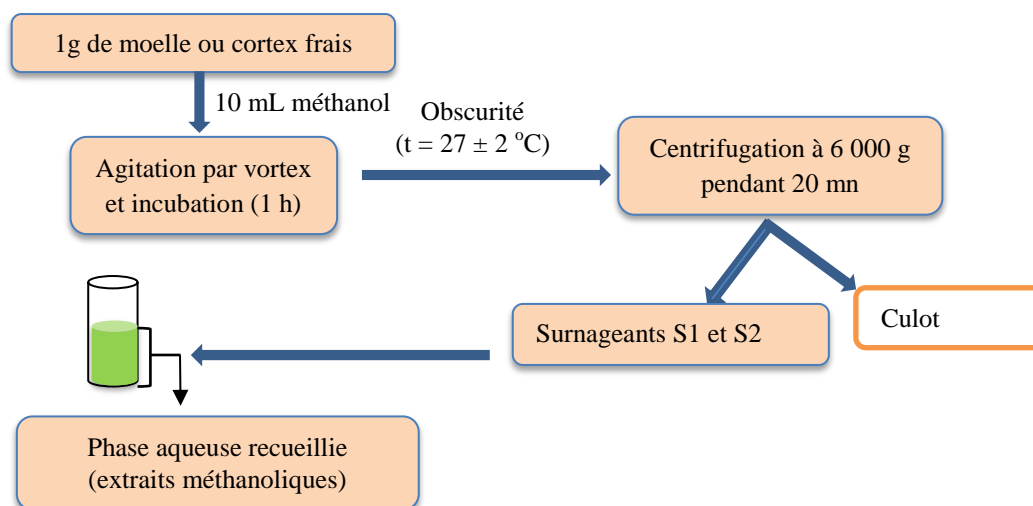 1g de moelle ou cortex frais
10 mL méthanol
Agitation par vortex
et incubation (1 h)
Obscurité
(t = 27 ± 2 °C)
Centrifugation à 6 000 g
pendant 20 mn
Surnageants S1 et S2
Culot
Phase aqueuse recueillie
(extraits méthanoliques)